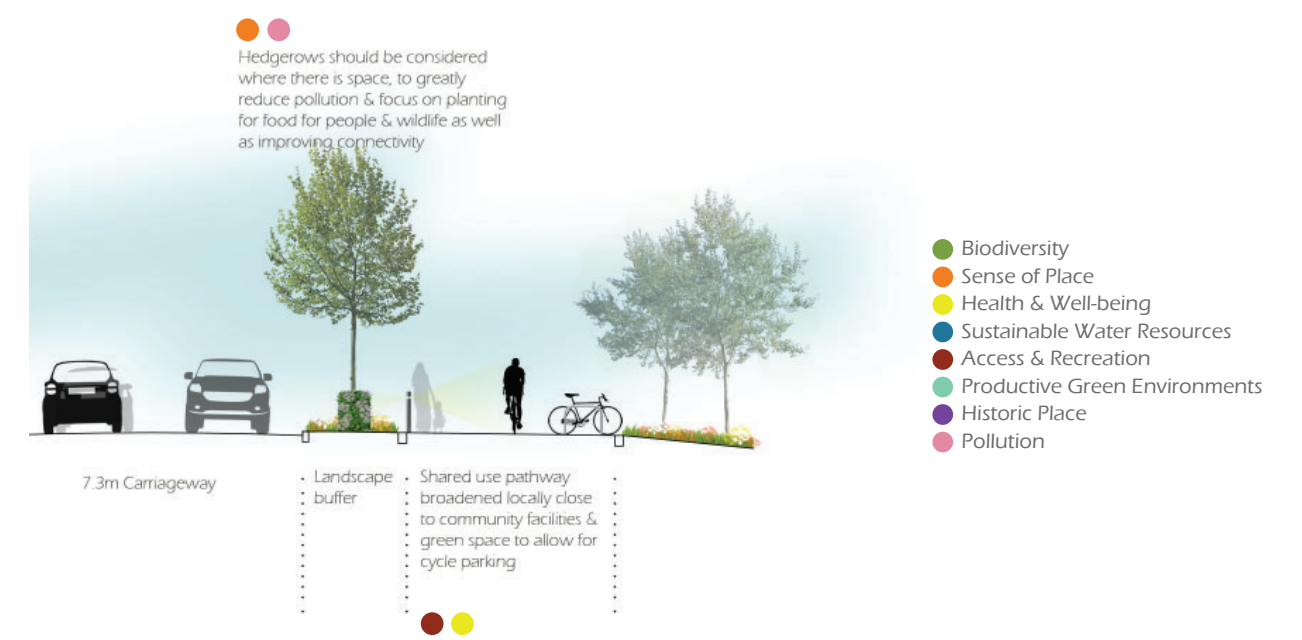 Hedgerows should be considered
where there is space, to greatly
reduce pollution & focus on planting
for food for people & wildlife as well
as improving connectivity
7.3m Carriageway
Landscape
buffer
Shared use pathway
broadened locally close
to community facilities &
green space to allow for
cycle parking
Biodiversity
Sense of Place
Health & Well-being
Sustainable Water Resources
Access & Recreation
Productive Green Environments
Historic Place
Pollution